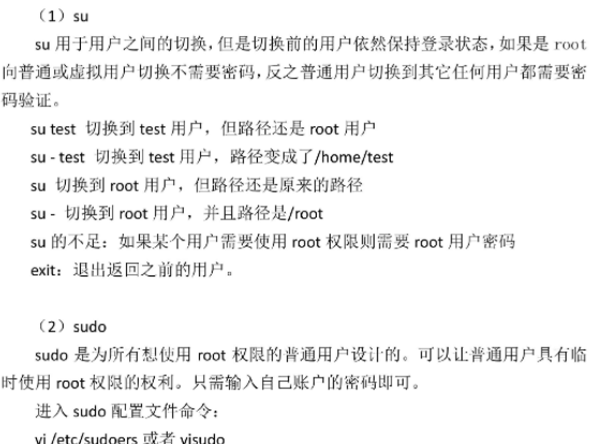 （1）su
su 用于用户之间的切换，但是切换前的用户依然保持登录状态，如果是 root
向普通或虚拟用户切换不需要密码，反之普通用户切换到其它任何用户都需要密
码验证。
su test 切换到 test 用户，但路径还是 root 用户
su - test 切换到 test 用户，路径变成了/home/test
su 切换到 root 用户，但路径还是原来的路径
su - 切换到 root 用户，并且路径是/root
su 的不足：如果某个用户需要使用 root 权限则需要 root 用户密码
exit：退出返回之前的用户。
（2）sudo
sudo 是为所有想使用 root 权限的普通用户设计的。可以让普通用户具有临
时使用 root 权限的权利。只需输入自己账户的密码即可。
进入 sudo 配置文件命令：
vi /etc/sudoers 或者 visudo